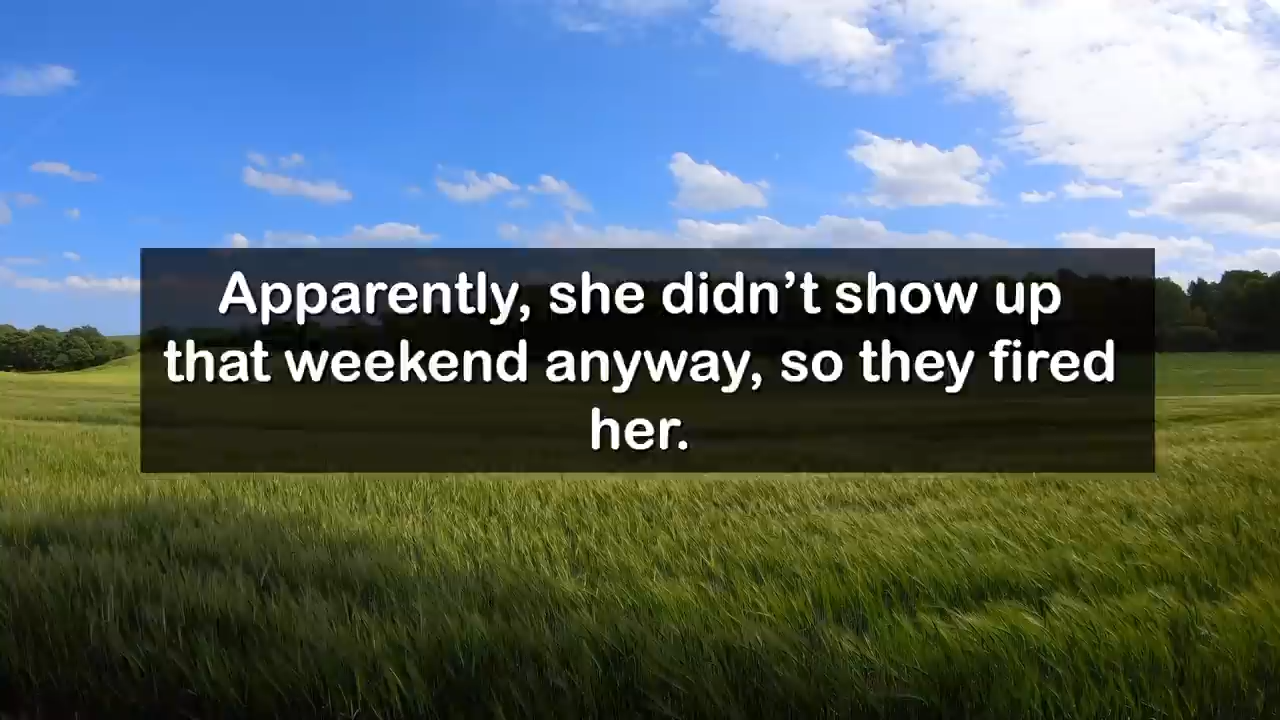 Apparently, she didn’t show up
that weekend anyway, so they fired
her.